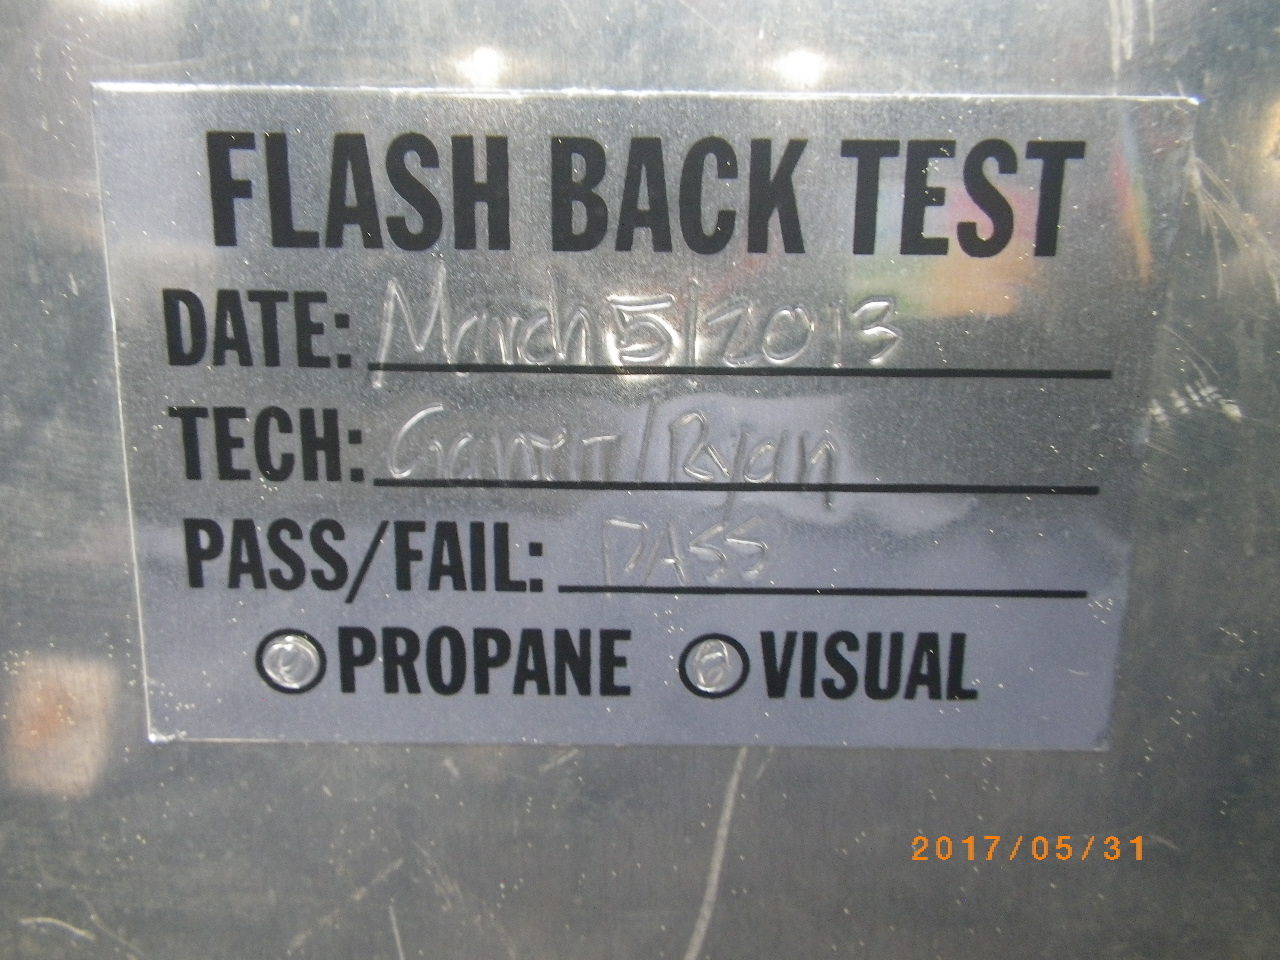 FLASH BACK TEST
DATE: March 5/2013
TECH: Garrett/Ryan
PASS/FAIL: PASS
PROPANE VISUAL
2017/05/31